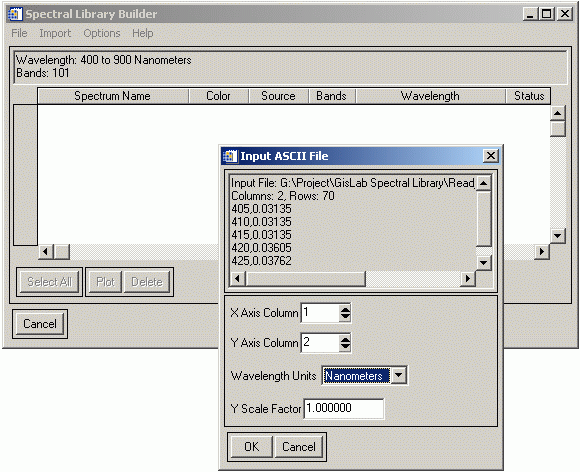 Spectral Library Builder
File Import Options Help
Wavelength: 400 to 900 Nanometers
Bands: 101
Spectrum Name Color Source Bands Wavelength Status
Input ASCII File
Input File: G:\Project\GisLab Spectral Library\Read_
Columns: 2, Rows: 70
405,0.03135
410,0.03135
415,0.03135
420,0.03605
425,0.03762
Select All Plot Delete
Cancel
X Axis Column 1
Y Axis Column 2
Wavelength Units Nanometers
Y Scale Factor 1.000000
OK Cancel